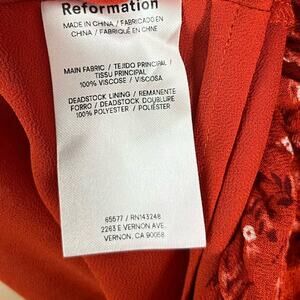 Reformation
MADE IN CHINA / FABRICADO EN
CHINA / FABRIQUÉ EN CHINE
MAIN FABRIC / TEJIDO PRINCIPAL /
TISSU PRINCIPAL
100% VISCOSE / VISCOSA
DEADSTOCK LINING / REMANENTE
FORRO / DEADSTOCK DOUBLURE
100% POLYESTER / POLIÉSTER
65577 / RN143248
2263 E VERNON AVE.
VERNON, CA 90058